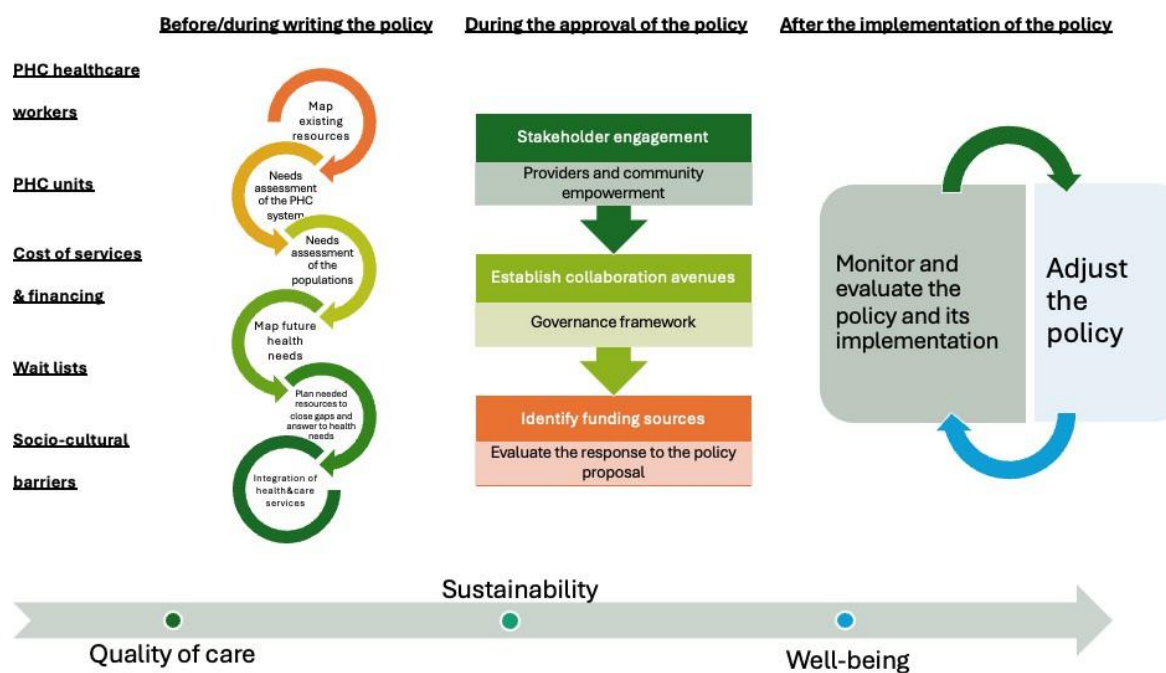 Before/during writing the policy
During the approval of the policy
After the implementation of the policy
PHC healthcare
workers
PHC units
Cost of services
& financing
Wait lists
Socio-cultural
barriers
Map
existing
resources
Needs
assessment
of the PHC
system
Needs
assessment
of the
populations
Map future
health
needs
Plan needed
resources to
close gaps and
answer to health
needs
Integration of
health&care
services
Stakeholder engagement
Providers and community
empowerment
Establish collaboration avenues
Governance framework
Identify funding sources
Evaluate the response to the policy
proposal
Monitor and
evaluate the
policy and its
implementation
Adjust
the
policy
Sustainability
Quality of care
Well-being